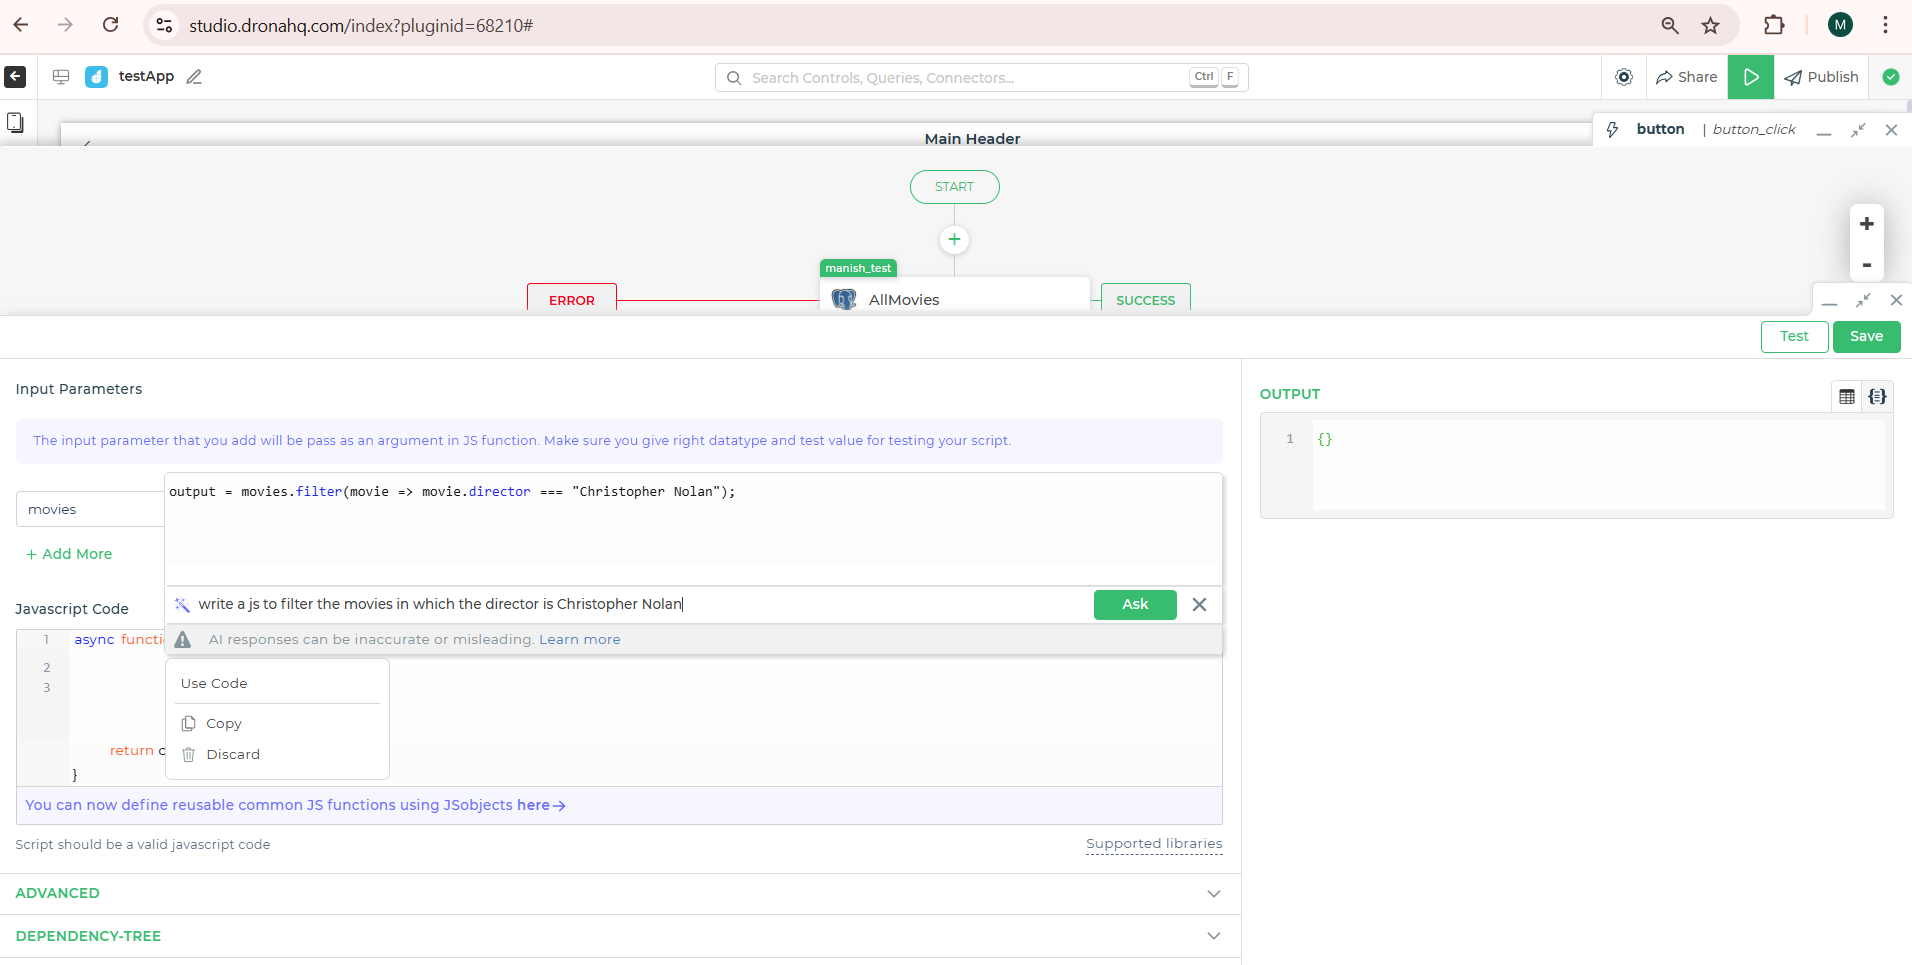 studio.dronahq.com/index?pluginid=68210#
M
testApp
Search Controls, Queries, Connectors...
Ctrl F
Share
Publish
Main Header
button | button_click
START
+
manish_test
ERROR
AllMovies
SUCCESS
+
-
Test
Save
Input Parameters
The input parameter that you add will be pass as an argument in JS function. Make sure you give right datatype and test value for testing your script.
movies
+ Add More
output = movies.filter(movie => movie.director === "Christopher Nolan");
write a js to filter the movies in which the director is Christopher Nolan
Ask
AI responses can be inaccurate or misleading. Learn more
Javascript Code
1 async functi
2
3
return
}
Use Code
Copy
Discard
You can now define reusable common JS functions using JSobjects here→
Script should be a valid javascript code
Supported libraries
ADVANCED
DEPENDENCY-TREE
OUTPUT
1 {}